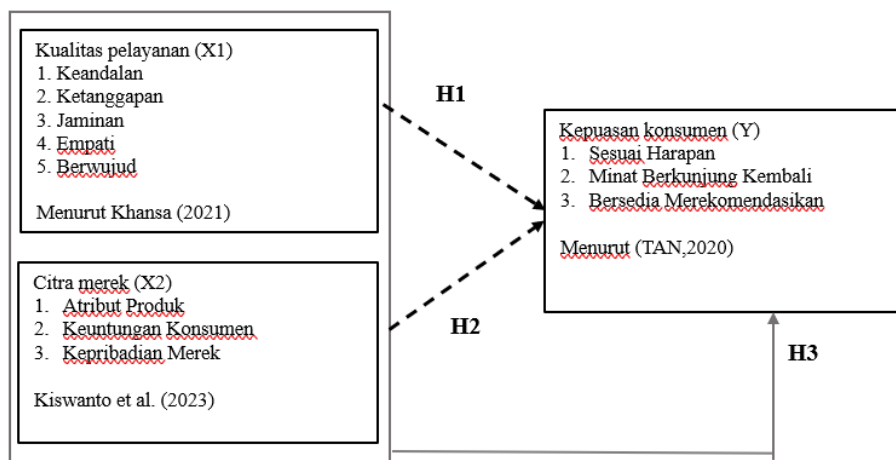 Kualitas pelayanan (X1)
1. Keandalan
2. Ketanggapan
3. Jaminan
4. Empati
5. Berwujud
Menurut Khansa (2021)
H1
Kepuasan konsumen (Y)
1. Sesuai Harapan
2. Minat Berkunjung Kembali
3. Bersedia Merekomendasikan
Menurut (TAN,2020)
Citra merek (X2)
1. Atribut Produk
2. Keuntungan Konsumen
3. Kepribadian Merek
Kiswanto et al. (2023)
H2
H3